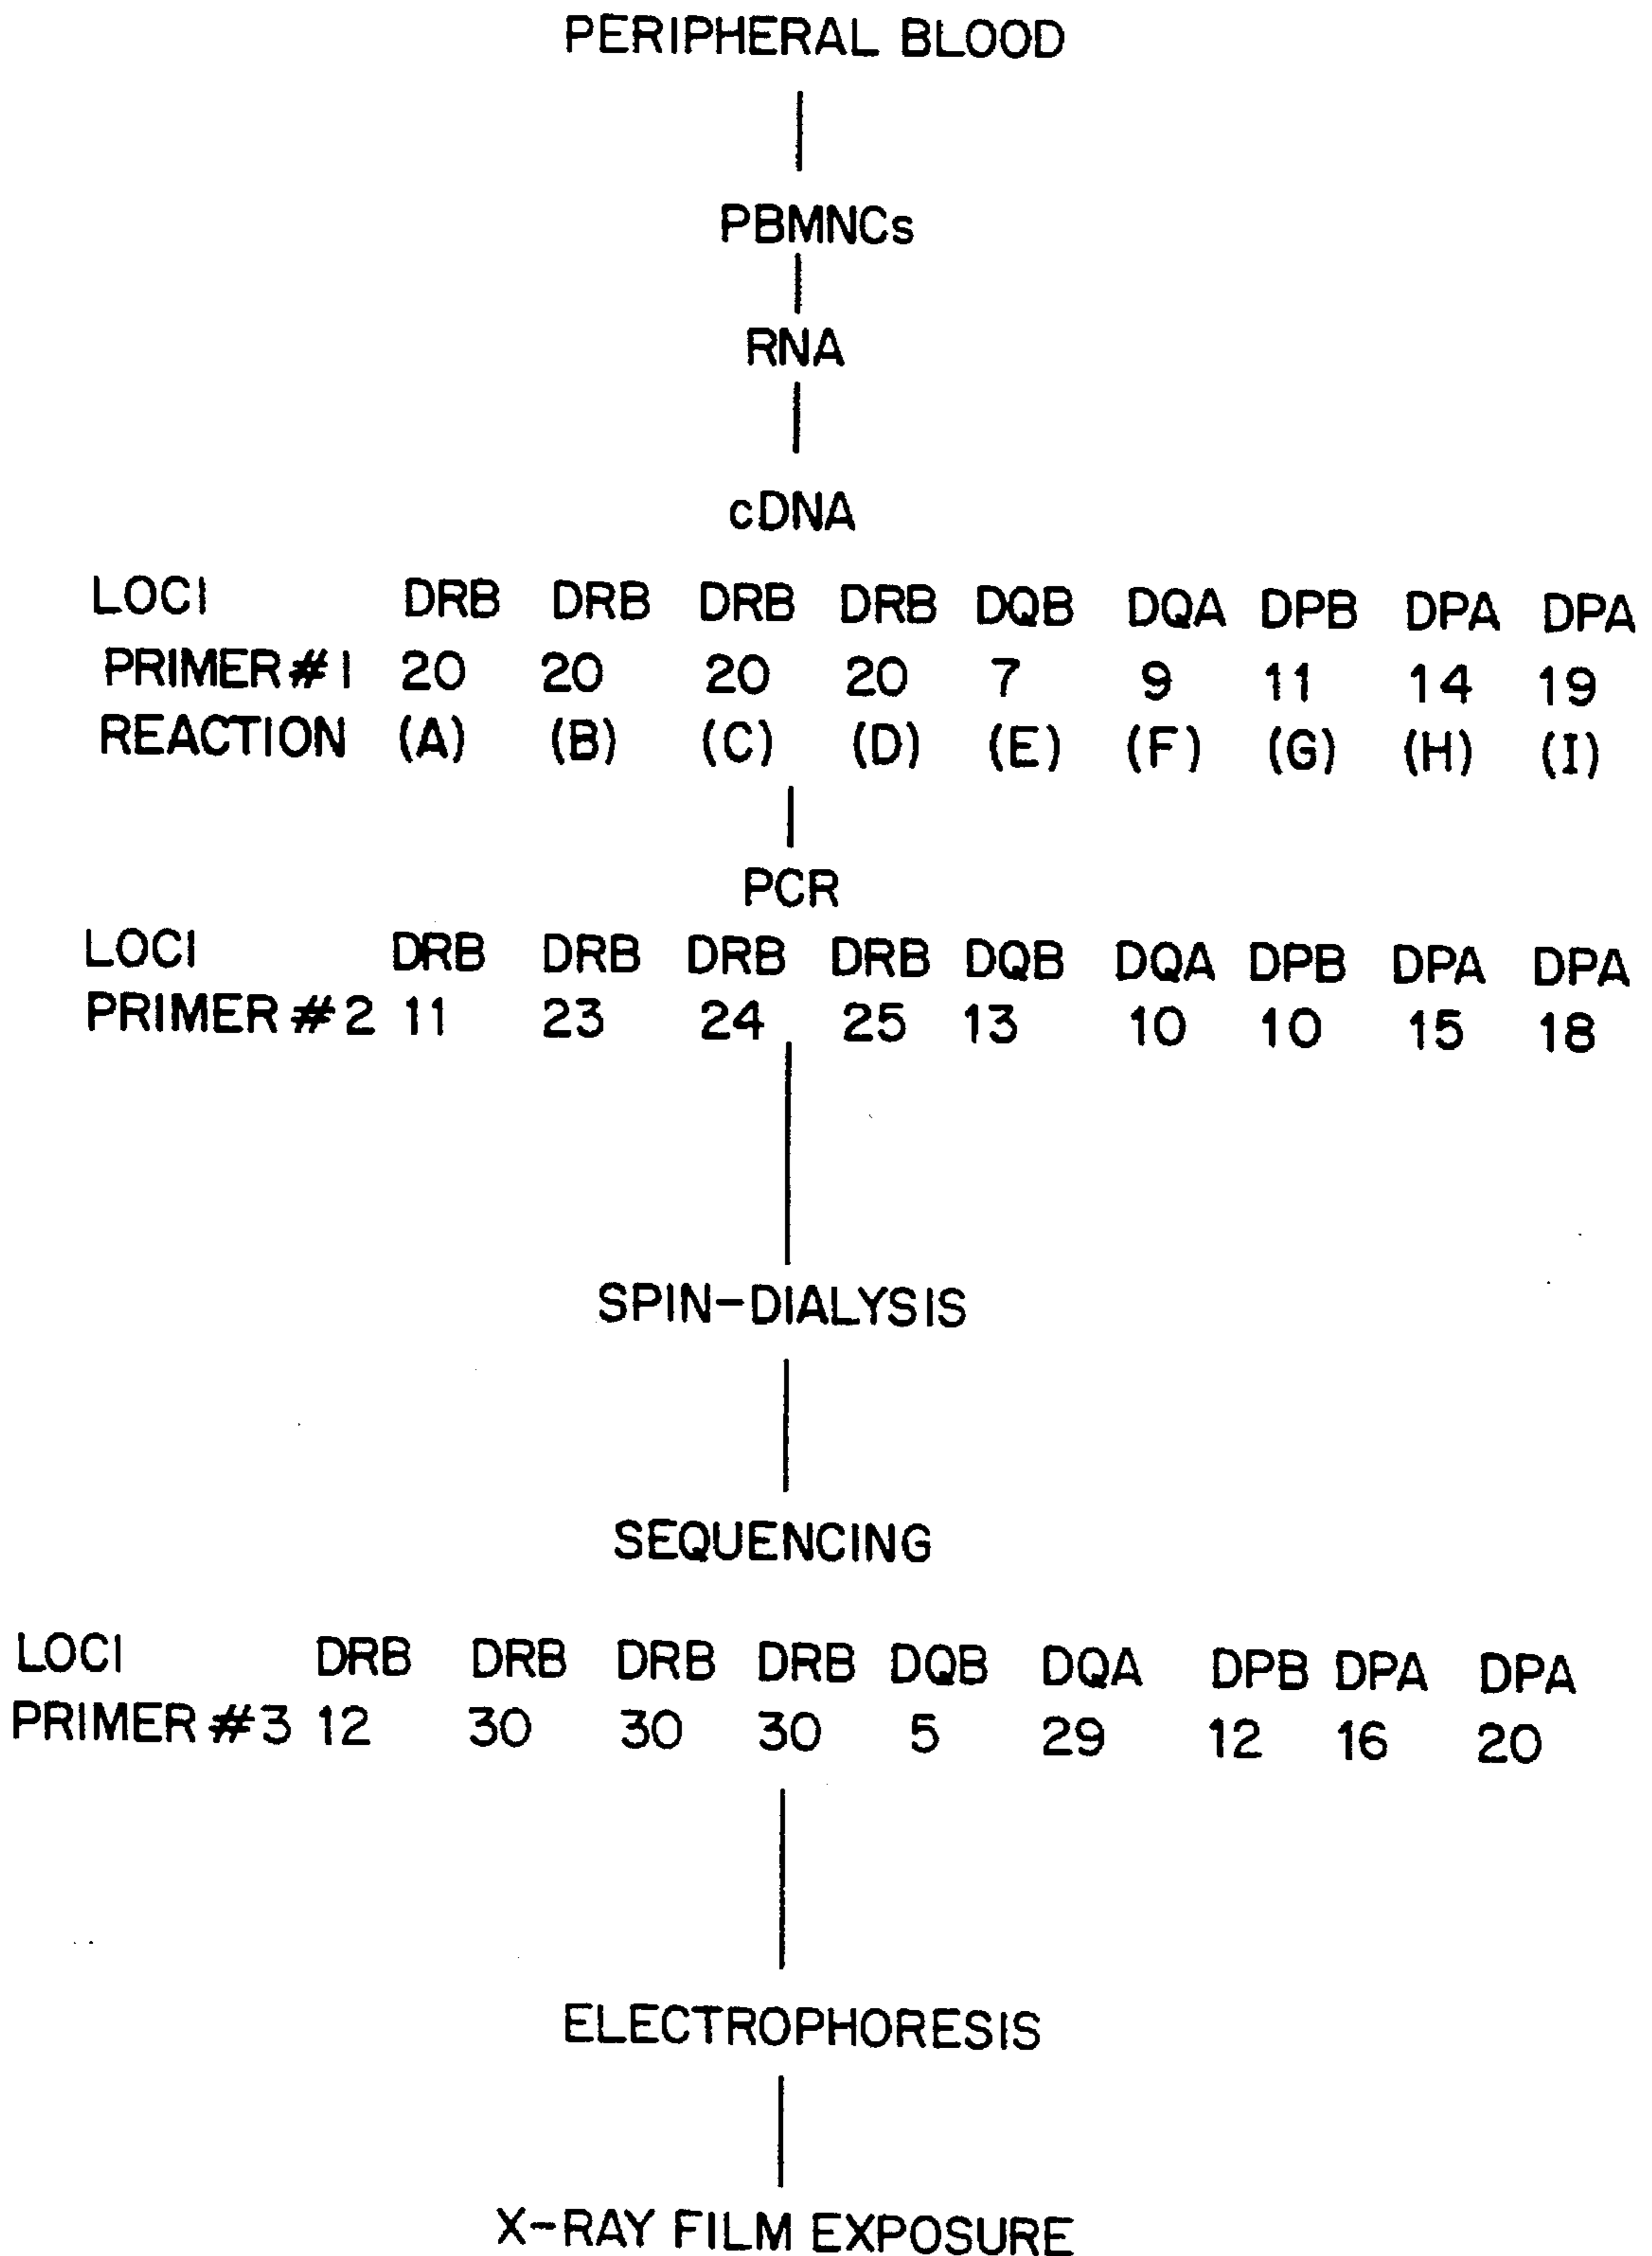 PERIPHERAL BLOOD
PBMNCs
RNA
cDNA
LOCI DRB DRB DRB DRB DQB DQA DPB DPA DPA
PRIMER #1 20 20 20 20 7 9 11 14 19
REACTION (A) (B) (C) (D) (E) (F) (G) (H) (I)
PCR
LOCI DRB DRB DRB DRB DQB DQA DPB DPA DPA
PRIMER #2 11 23 24 25 13 10 10 15 18
SPIN-DIALYSIS
SEQUENCING
LOCI DRB DRB DRB DRB DQB DQA DPB DPA DPA
PRIMER #3 12 30 30 30 5 29 12 16 20
ELECTROPHORESIS
X-RAY FILM EXPOSURE